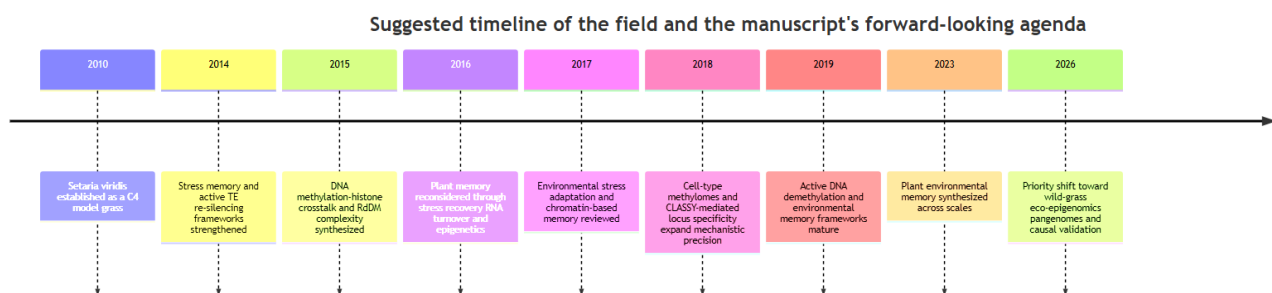 Suggested timeline of the field and the manuscript's forward-looking agenda
2010
2014
2015
2016
2017
2018
2019
2023
2026
Setaria viridis
established as a C4
model grass
Stress memory and
active TE
re-silencing
frameworks
strengthened
DNA
methylation-histone
crosstalk and RdDM
complexity
synthesized
Plant memory
reconsidered through
stress recovery RNA
turnover and
epigenetics
Environmental stress
adaptation and
chromatin-based
memory reviewed
Cell-type
methylomes and
CLASSY-mediated
locus specificity
expand mechanistic
precision
Active DNA
demethylation and
environmental
memory frameworks
mature
Plant environmental
memory synthesized
across scales
Priority shift toward
wild-grass
eco-epigenomics
pangenomes and
causal validation